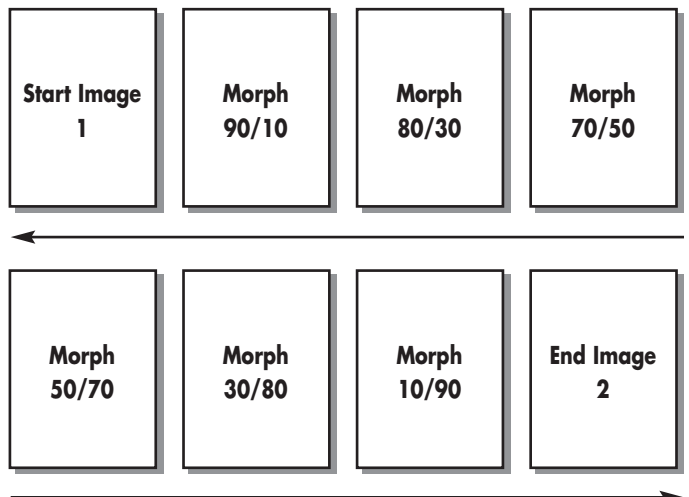 Start Image
1
Morph
90/10
Morph
80/30
Morph
70/50
Morph
50/70
Morph
30/80
Morph
10/90
End Image
2